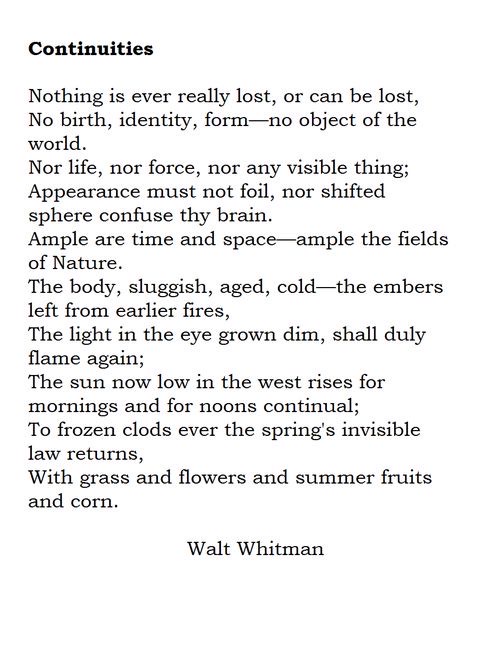 Continuities
Nothing is ever really lost, or can be lost,
No birth, identity, form—no object of the
world.
Nor life, nor force, nor any visible thing;
Appearance must not foil, nor shifted
sphere confuse thy brain.
Ample are time and space—ample the fields
of Nature.
The body, sluggish, aged, cold—the embers
left from earlier fires,
The light in the eye grown dim, shall duly
flame again;
The sun now low in the west rises for
mornings and for noons continual;
To frozen clods ever the spring's invisible
law returns,
With grass and flowers and summer fruits
and corn.
Walt Whitman